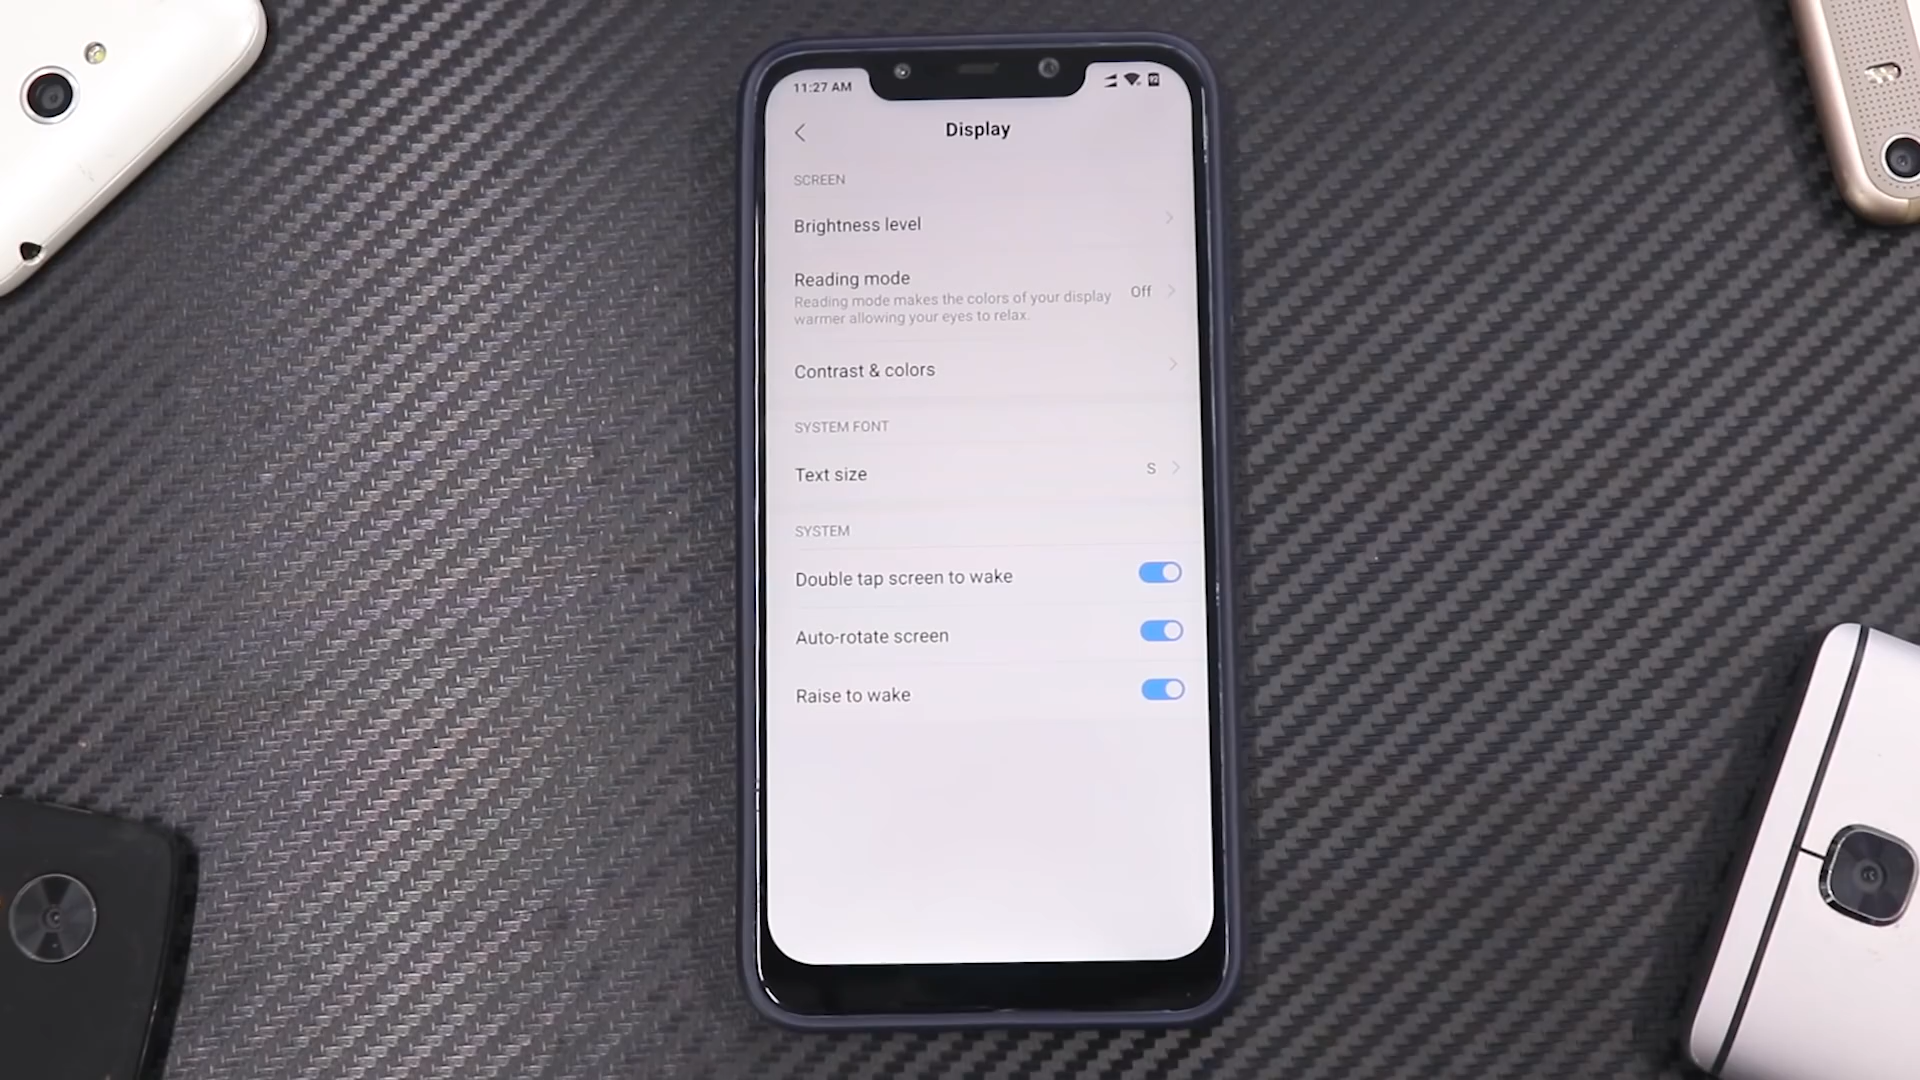 11:27 AM
Display
SCREEN
Brightness level
Reading mode
Off
Reading mode makes the colors of your display
warmer allowing your eyes to relax.
Contrast & colors
SYSTEM FONT
Text size
S
SYSTEM
Double tap screen to wake
Auto-rotate screen
Raise to wake